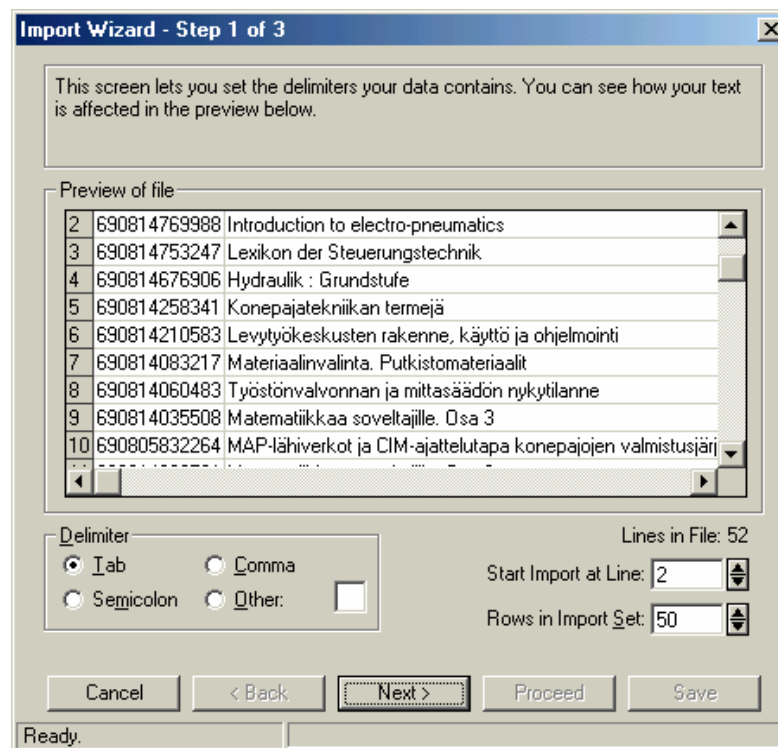 Import Wizard - Step 1 of 3
This screen lets you set the delimiters your data contains. You can see how your text
is affected in the preview below.
Preview of file
2 690814769988 Introduction to electro-pneumatics
3 690814753247 Lexikon der Steuerungstechnik
4 690814676906 Hydraulik : Grundstufe
5 690814258341 Konepajatekniikan termejä
6 690814210583 Levytyökeskusten rakenne, käyttö ja ohjelmointi
7 690814083217 Materiaalinvalinta. Putkistomateriaalit
8 690814060483 Työstönvalvonnan ja mittasäädön nykytilanne
9 690814035508 Matematiikkaa soveltajille. Osa 3
10 690805832264 MAP-lähiverkot ja CIM-ajattelutapa konepajojen valmistusjärj
Delimiter
Lines in File: 52
Tab Comma
Start Import at Line: 2
Semicolon Other:
Rows in Import Set: 50
Cancel < Back Next > Proceed Save
Ready.